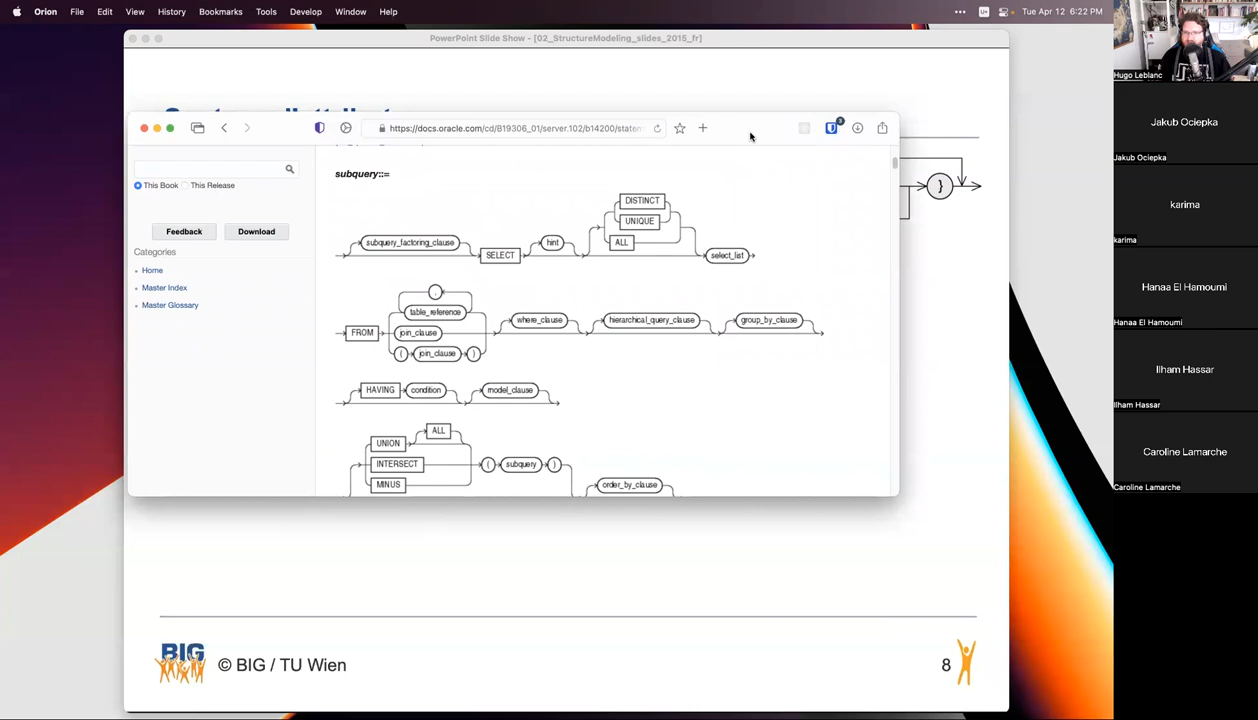 Orion File Edit View History Bookmarks Tools Develop Window Help
Tue Apr 12 6:22 PM
PowerPoint Slide Show - [02_StructureModeling_slides_2015_fr]
https://docs.oracle.com/cd/B19306_01/server.102/b14200/statem
3
This Book This Release
Feedback Download
Categories
Home
Master Index
Master Glossary
subquery::=
DISTINCT
UNIQUE
subquery_factoring_clause hint ALL
SELECT select_list
,
table_reference
where_clause hierarchical_query_clause group_by_clause
FROM join_clause
( join_clause )
HAVING condition model_clause
ALL
UNION
INTERSECT ( subquery )
MINUS order_by_clause
}
BIG
© BIG / TU Wien
8
Hugo Leblanc
Jakub Ociepka
Jakub Ociepka
karima
karima
Hanaa El Hamoumi
Hanaa El Hamoumi
Ilham Hassar
Ilham Hassar
Caroline Lamarche
Caroline Lamarche